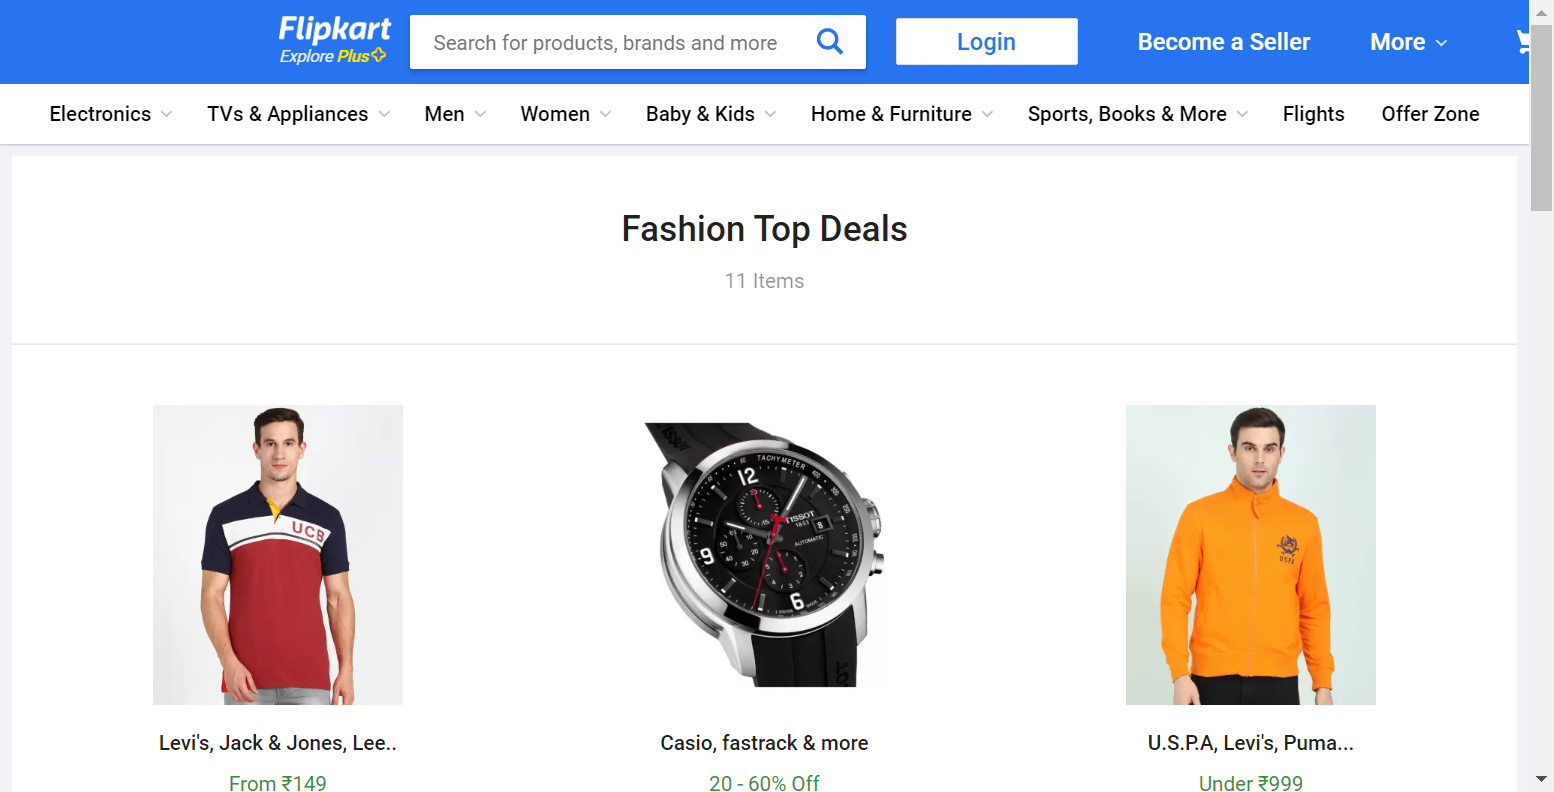 Flipkart
Explore Plus
Search for products, brands and more
Login
Become a Seller
More
Electronics
TVs & Appliances
Men
Women
Baby & Kids
Home & Furniture
Sports, Books & More
Flights
Offer Zone
Fashion Top Deals
11 Items
UCB
TISSOT
TACHYMETER
12
TISSOT
1853
8
AUTOMATIC
9
6
U.S.P.A
Levi's, Jack & Jones, Lee..
Casio, fastrack & more
U.S.P.A, Levi's, Puma...
From ₹149
20 - 60% Off
Under ₹999